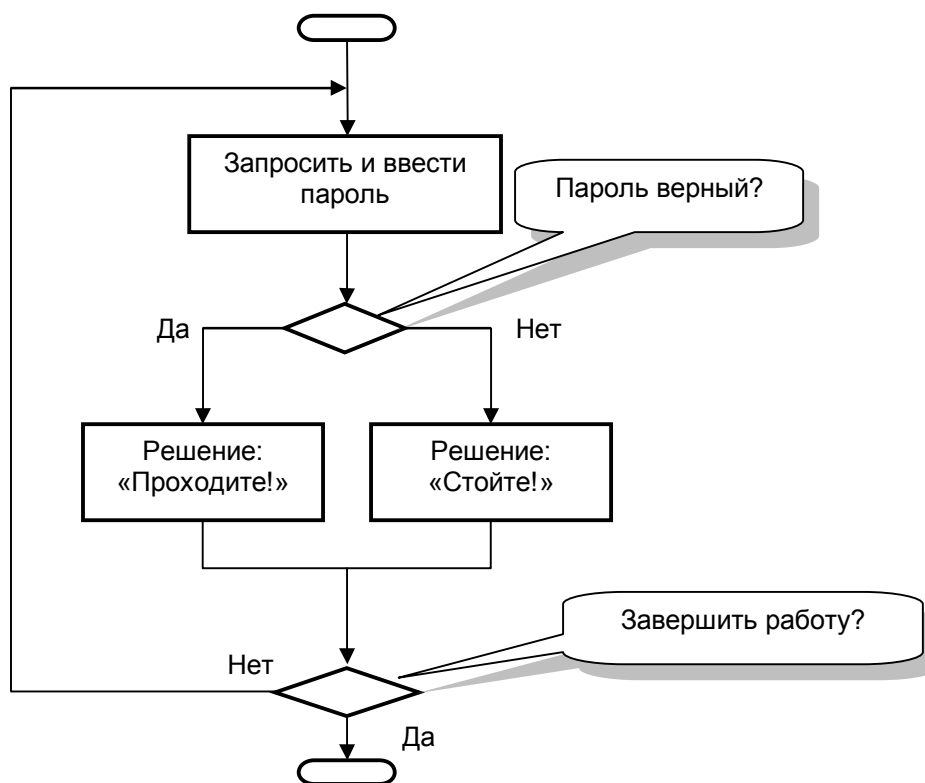 Запросить и ввести
пароль
Пароль верный?
Да
Нет
Решение:
«Проходите!»
Решение:
«Стойте!»
Завершить работу?
Нет
Да